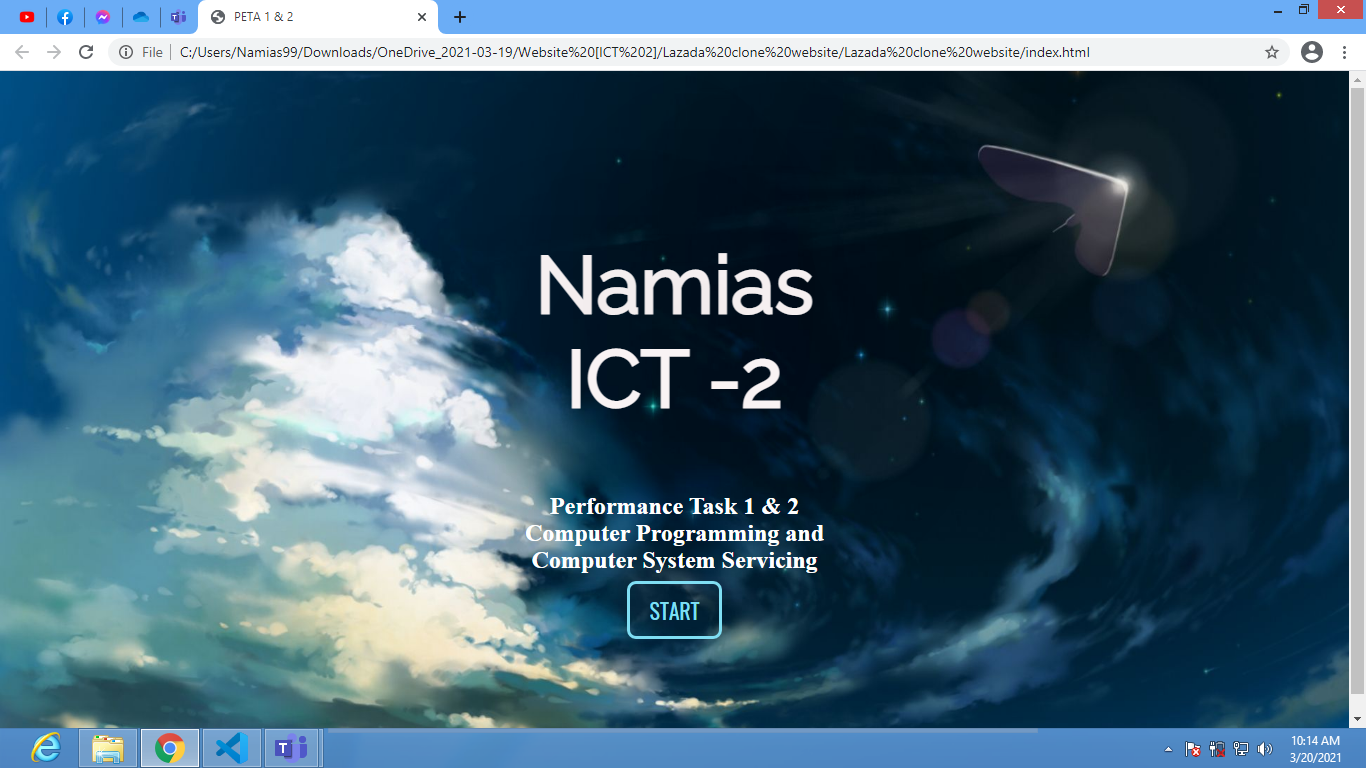 PETA 1 & 2
File
C:/Users/Namias99/Downloads/OneDrive_2021-03-19/Website%20[ICT%202]/Lazada%20clone%20website/Lazada%20clone%20website/index.html
Namias
ICT -2
Performance Task 1 & 2
Computer Programming and
Computer System Servicing
START
10:14 AM
3/20/2021